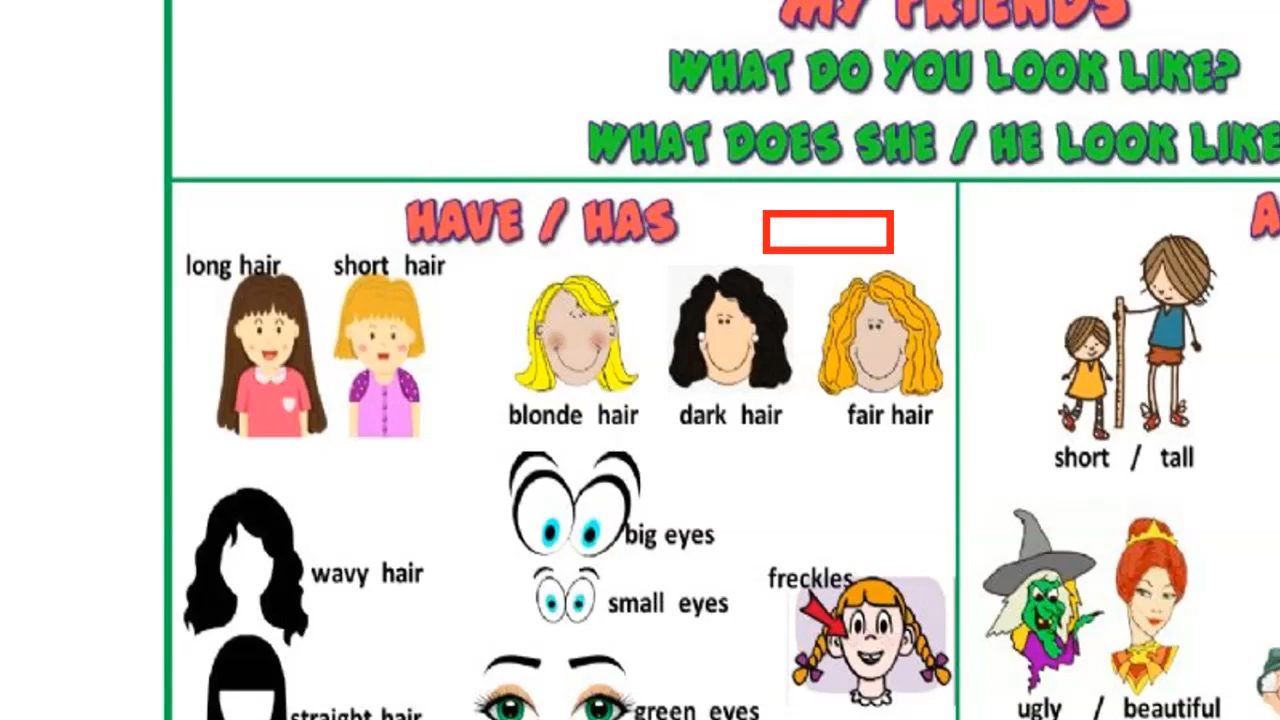 MY FRIENDS
WHAT DO YOU LOOK LIKE?
WHAT DOES SHE / HE LOOK LIKE
HAVE / HAS
A
long hair
short hair
blonde hair
dark hair
fair hair
short / tall
big eyes
wavy hair
freckles
small eyes
straight hair
green eyes
ugly / beautiful